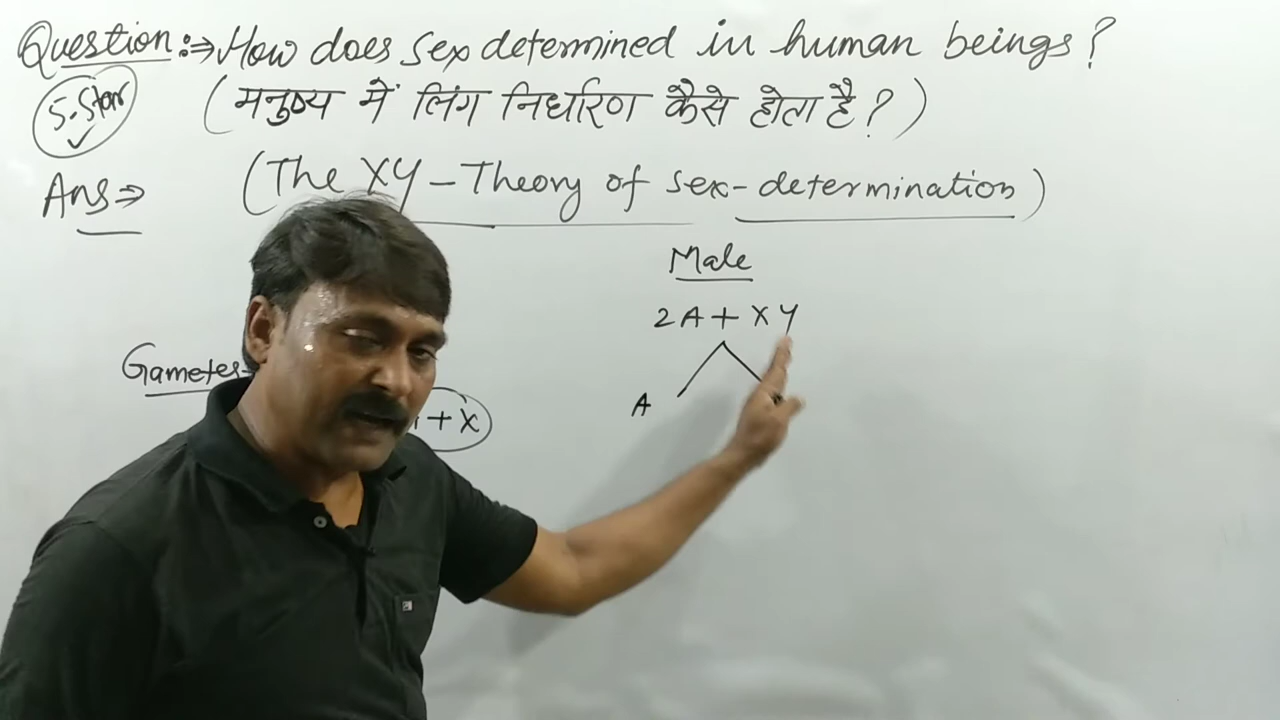 Question:⇒ How does sex determined in human beings?
5-Star
(मनुष्य में लिंग निर्धारण कैसे होता है?)
Ans ⇒ (The XY-Theory of sex-determination)
Male
2A+XY
Gametes-
A
+X